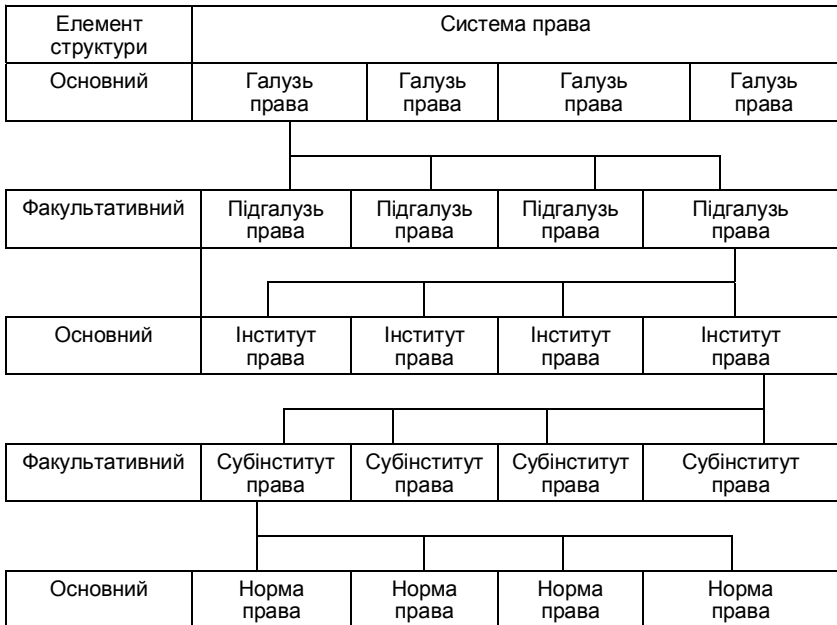 Елемент
структури
Система права
Основний
Галузь
права
Галузь
права
Галузь
права
Галузь
права
Факультативний
Підгалузь
права
Підгалузь
права
Підгалузь
права
Підгалузь
права
Основний
Інститут
права
Інститут
права
Інститут
права
Інститут
права
Факультативний
Субінститут
права
Субінститут
права
Субінститут
права
Субінститут
права
Основний
Норма
права
Норма
права
Норма
права
Норма
права